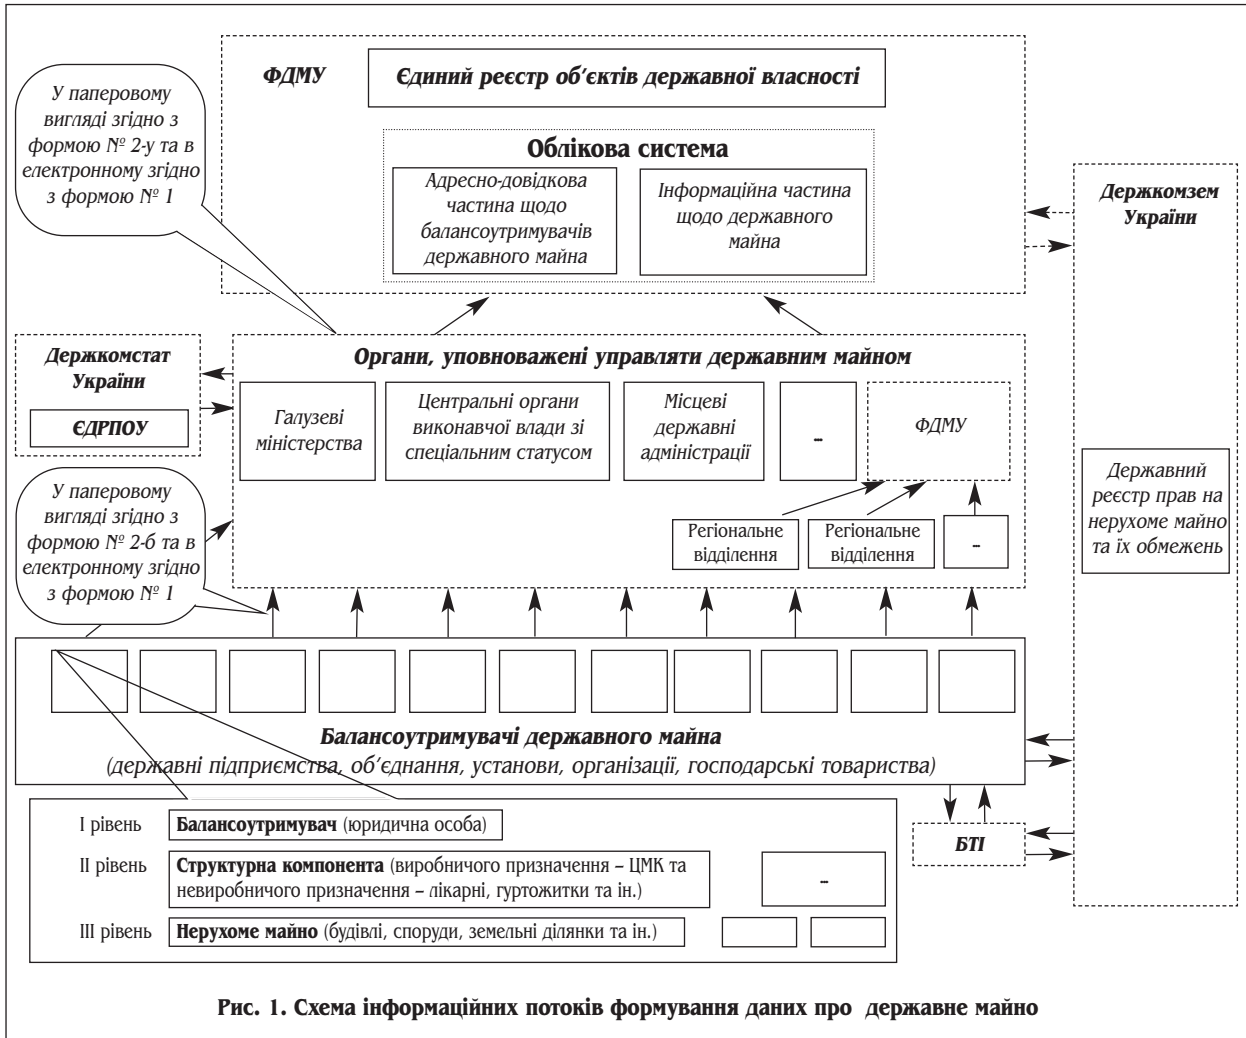 ФДМУ
Єдиний реєстр об’єктів державної власності
У паперовому
вигляді згідно з
формою № 2-у та в
електронному згідно
з формою № 1
Облікова система
Адресно-довідкова
частина щодо
балансоутримувачів
державного майна
Інформаційна частина
щодо державного
майна
Держкомзем
України
Держкомстат
України
ЄДРПОУ
Органи, уповноважені управляти державним майном
Галузеві
міністерства
Центральні органи
виконавчої влади зі
спеціальним статусом
Місцеві
державні
адміністрації
...
ФДМУ
Державний
реєстр прав на
нерухоме майно
та їх обмежень
У паперовому
вигляді згідно з
формою № 2-б та в
електронному згідно
з формою № 1
Регіональне
відділення
Регіональне
відділення
...
Балансоутримувачі державного майна
(державні підприємства, об’єднання, установи, організації, господарські товариства)
І рівень Балансоутримувач (юридична особа)
ІІ рівень Структурна компонента (виробничого призначення – ЦМК та
невиробничого призначення – лікарні, гуртожитки та ін.)
...
ІІІ рівень Нерухоме майно (будівлі, споруди, земельні ділянки та ін.)
БТІ
Рис. 1. Схема інформаційних потоків формування даних про державне майно